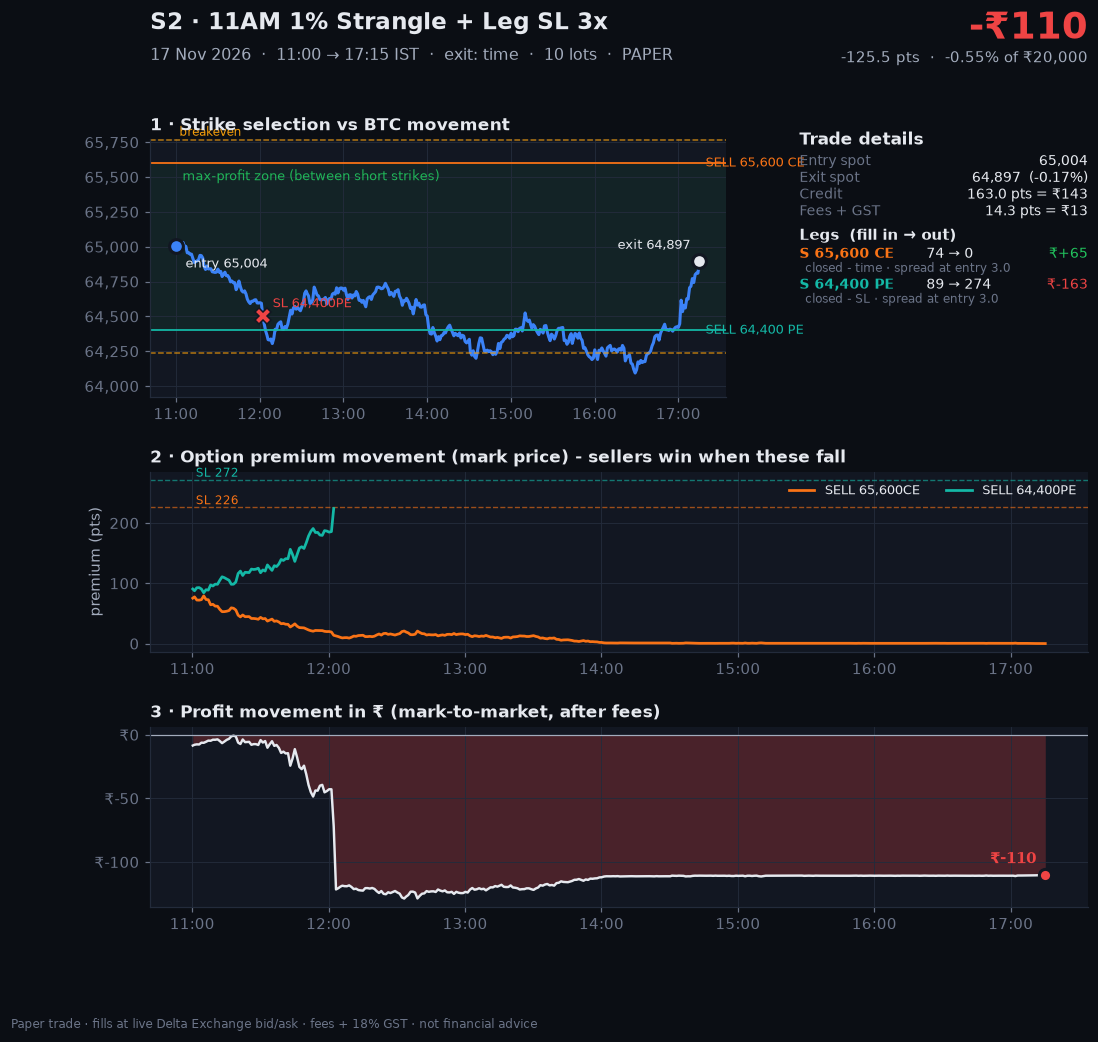 S2 · 11AM 1% Strangle + Leg SL 3x
-₹110
17 Nov 2026 · 11:00 → 17:15 IST · exit: time · 10 lots · PAPER
-125.5 pts · -0.55% of ₹20,000
1 · Strike selection vs BTC movement
breakeven
65,750
65,500
65,250
65,000
64,750
64,500
64,250
64,000
SELL 65,600 CE
max-profit zone (between short strikes)
entry 65,004
exit 64,897
SL 64,400PE
SELL 64,400 PE
11:00 12:00 13:00 14:00 15:00 16:00 17:00
Trade details
Entry spot 65,004
Exit spot 64,897 (-0.17%)
Credit 163.0 pts = ₹143
Fees + GST 14.3 pts = ₹13
Legs (fill in → out)
S 65,600 CE 74 → 0 ₹+65
closed - time · spread at entry 3.0
S 64,400 PE 89 → 274 ₹-163
closed - SL · spread at entry 3.0
2 · Option premium movement (mark price) - sellers win when these fall
SL 272
SL 226
SELL 65,600CE SELL 64,400PE
premium (pts)
200
100
0
11:00 12:00 13:00 14:00 15:00 16:00 17:00
3 · Profit movement in ₹ (mark-to-market, after fees)
₹0
₹-50
₹-100
₹-110
11:00 12:00 13:00 14:00 15:00 16:00 17:00
Paper trade · fills at live Delta Exchange bid/ask · fees + 18% GST · not financial advice